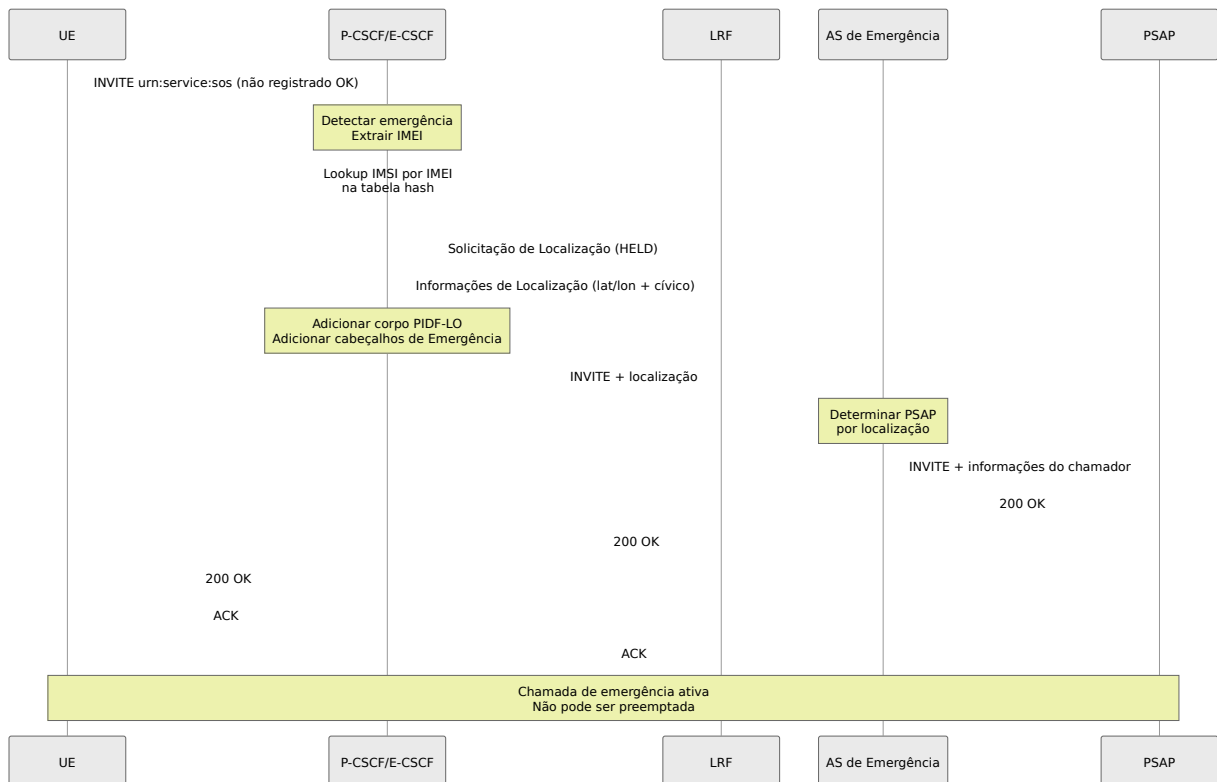 UE
P-CSCF/E-CSCF
LRF
AS de Emergência
PSAP
INVITE urn:service:sos (não registrado OK)
Detectar emergência
Extrair IMEI
Lookup IMSI por IMEI
na tabela hash
Solicitação de Localização (HELD)
Informações de Localização (lat/lon + cívico)
Adicionar corpo PIDF-LO
Adicionar cabeçalhos de Emergência
INVITE + localização
Determinar PSAP
por localização
INVITE + informações do chamador
200 OK
200 OK
200 OK
ACK
ACK
Chamada de emergência ativa
Não pode ser preemptada
UE
P-CSCF/E-CSCF
LRF
AS de Emergência
PSAP